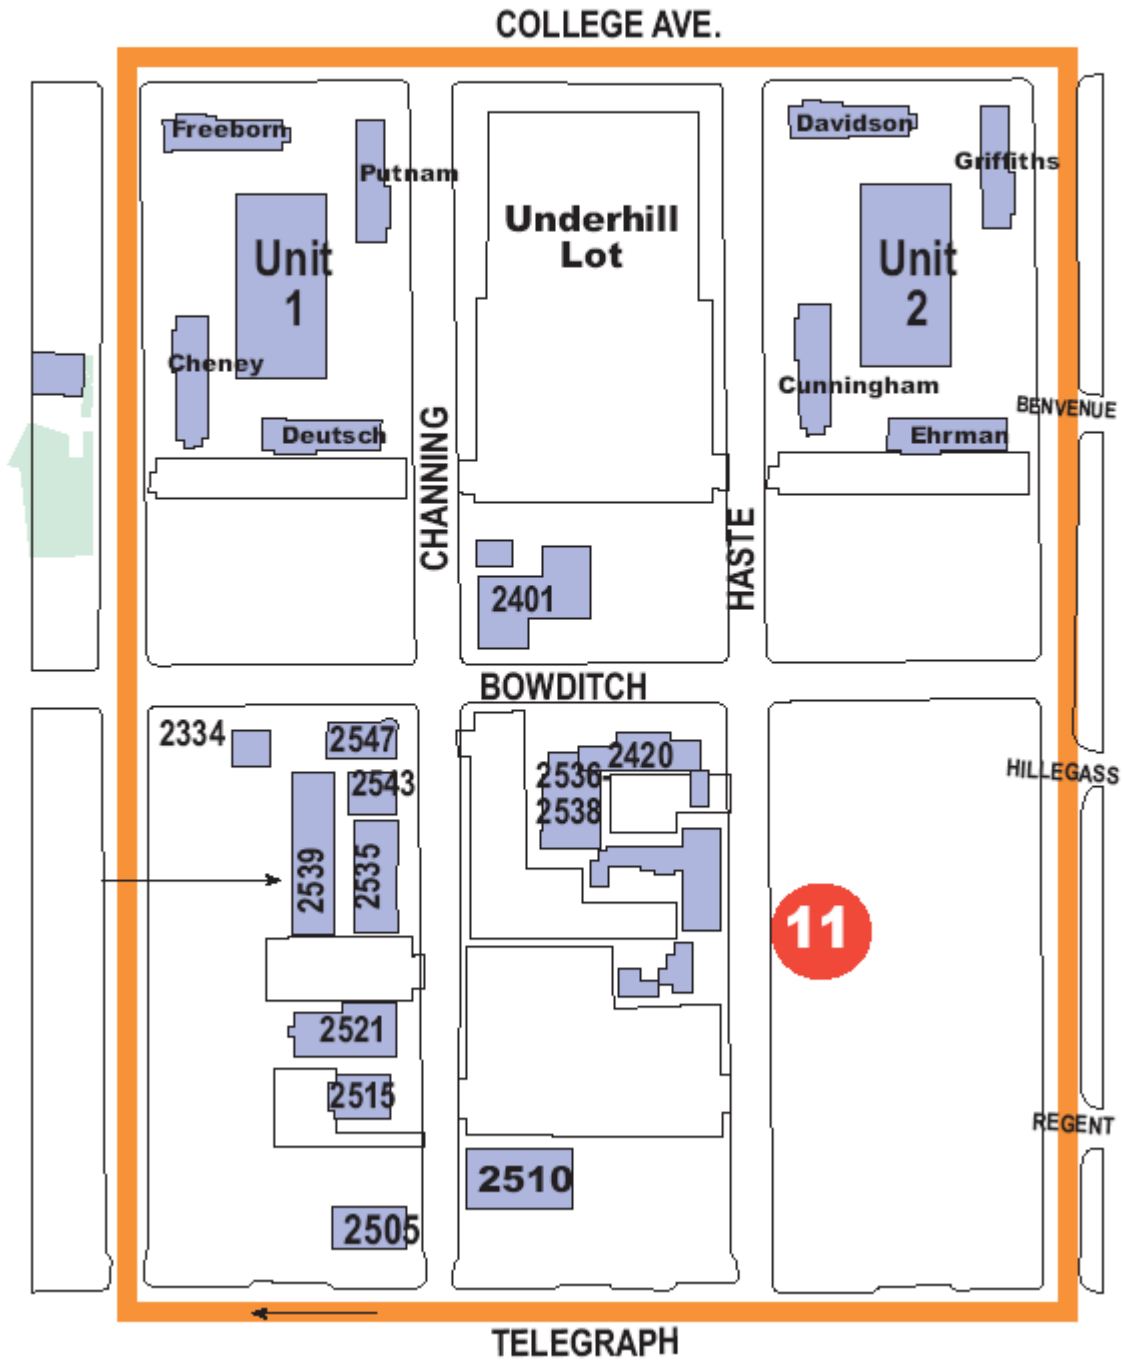 COLLEGE AVE.
Freeborn
Putnam
Unit
1
Cheney
Deutsch
CHANNING
Underhill
Lot
2401
HASTE
Davidson
Griffiths
Unit
2
Cunningham
Ehrman
BENVENUE
BOWDITCH
2334
2547
2543
2539
2535
2521
2515
2505
2420
2536-
2538
2510
11
HILLEGASS
REGENT
TELEGRAPH